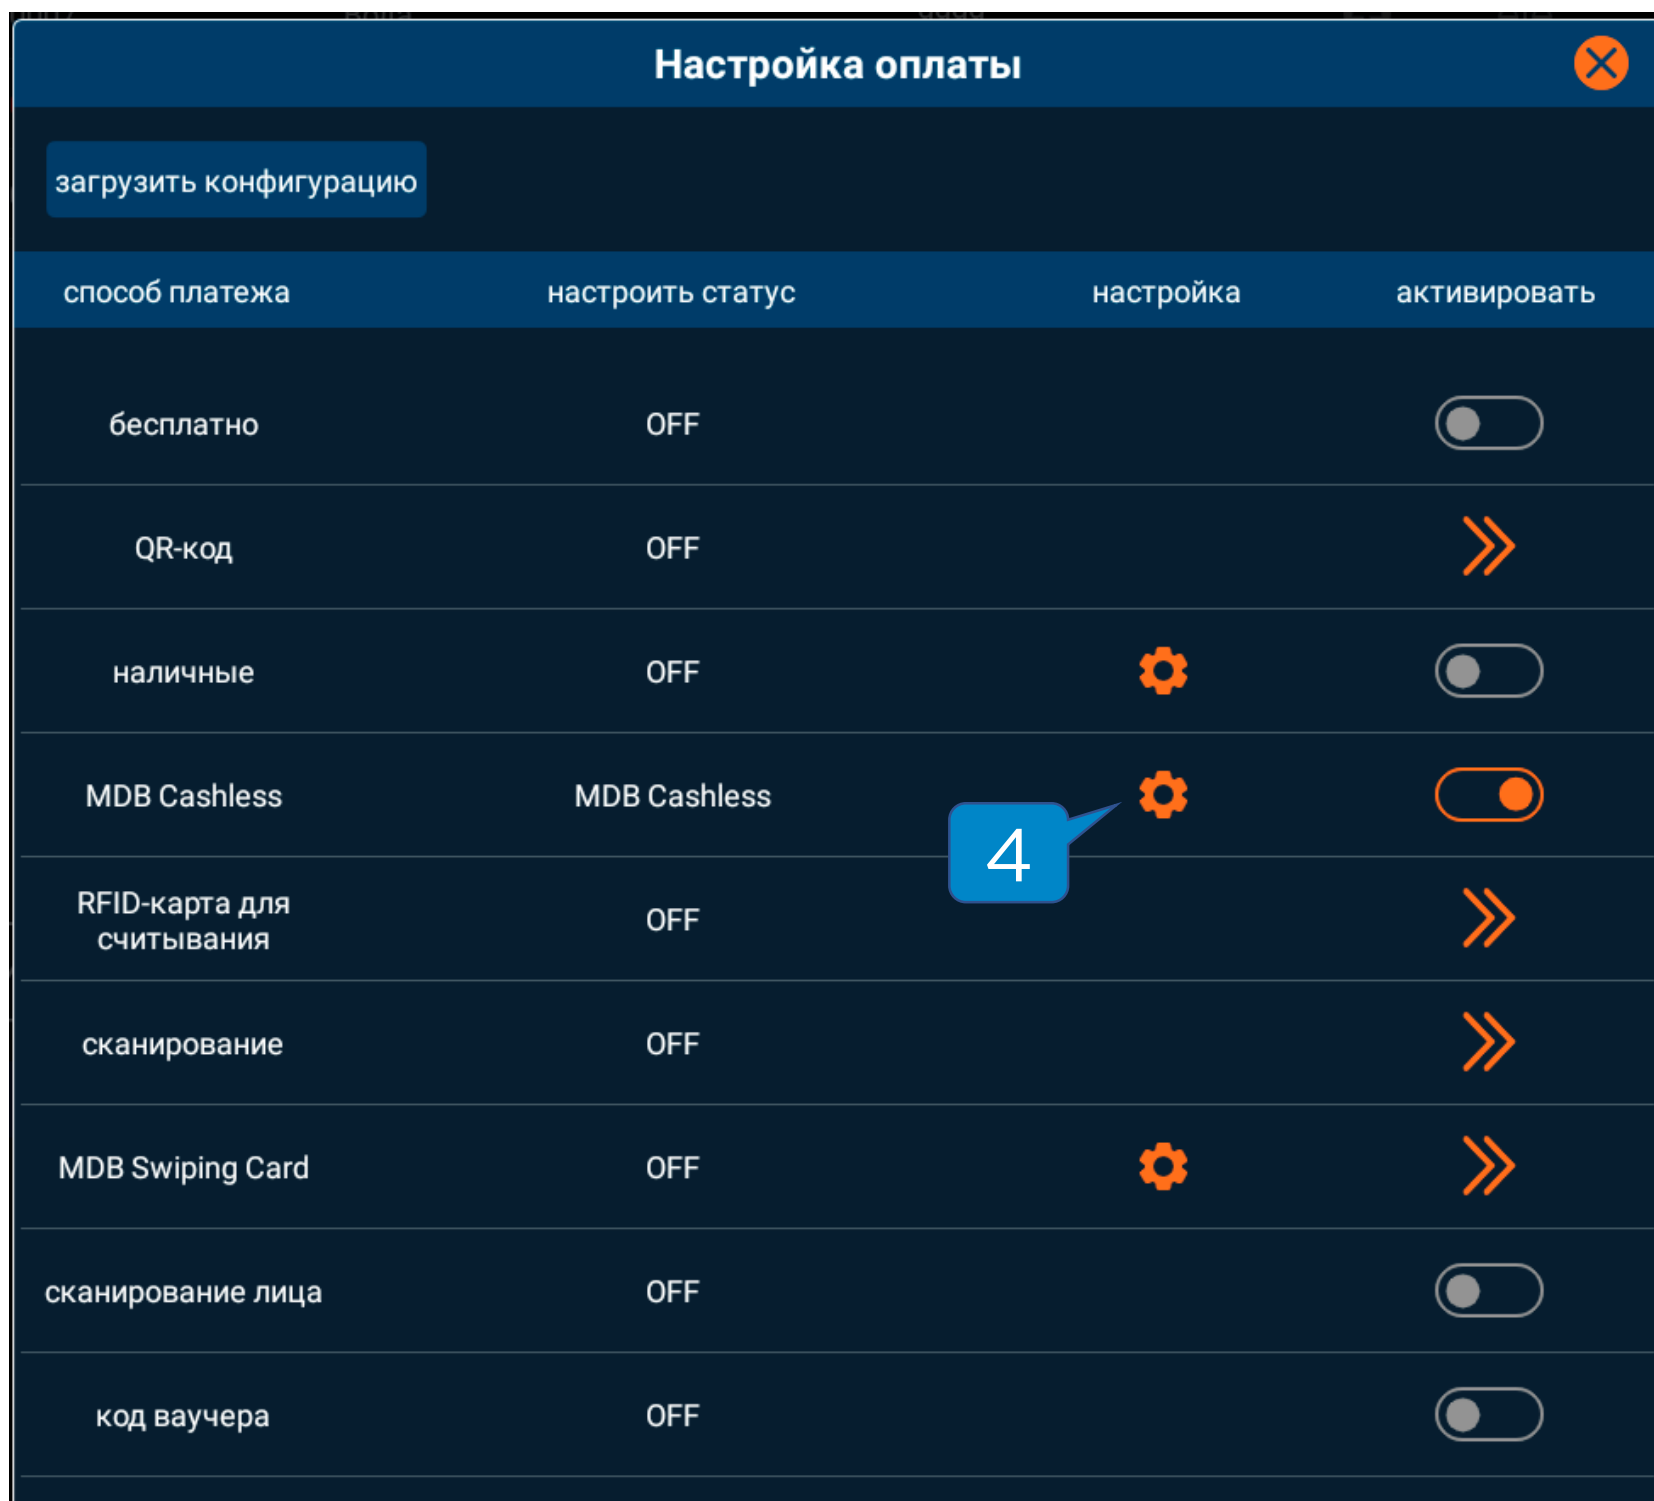 Настройка оплаты
загрузить конфигурацию
способ платежа настроить статус настройка активировать
бесплатно OFF
QR-код OFF
наличные OFF
MDB Cashless MDB Cashless
4
RFID-карта для
считывания OFF
сканирование OFF
MDB Swiping Card OFF
сканирование лица OFF
код ваучера OFF